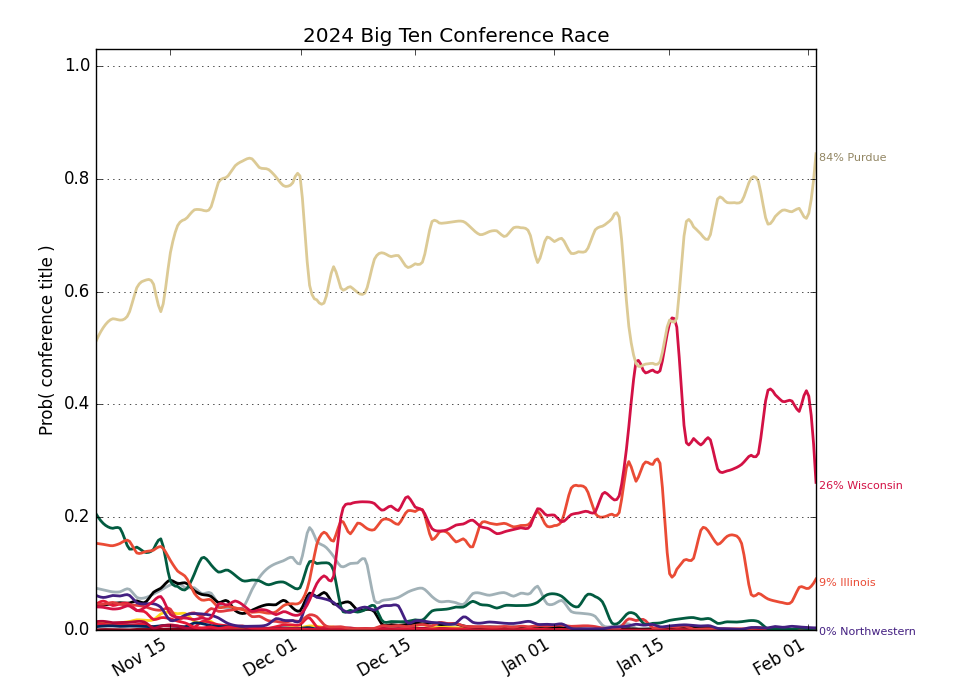 2024 Big Ten Conference Race
Prob( conference title )
1.0
0.8
0.6
0.4
0.2
0.0
84% Purdue
26% Wisconsin
9% Illinois
0% Northwestern
Nov 15
Dec 01
Dec 15
Jan 01
Jan 15
Feb 01